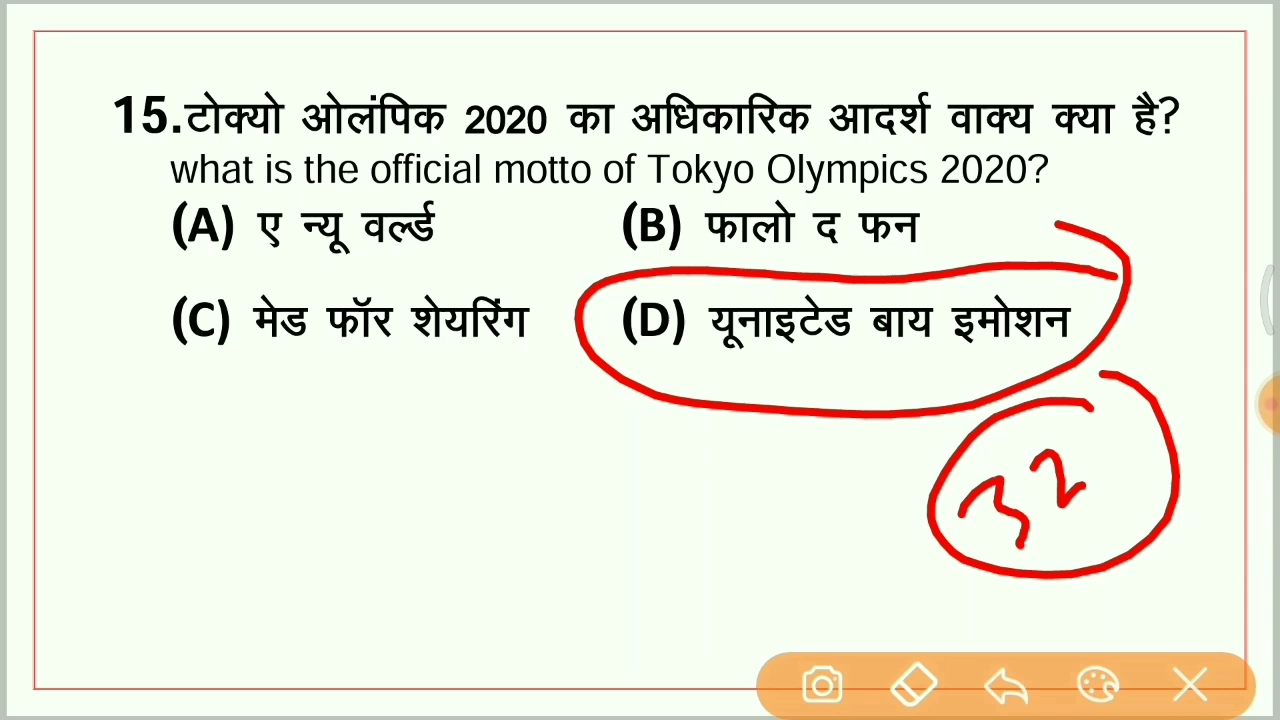 15.टोक्यो ओलंपिक 2020 का अधिकारिक आदर्श वाक्य क्या है?
what is the official motto of Tokyo Olympics 2020?
(A) ए न्यू वर्ल्ड (B) फालो द फन
(C) मेड फॉर शेयरिंग (D) यूनाइटेड बाय इमोशन
32